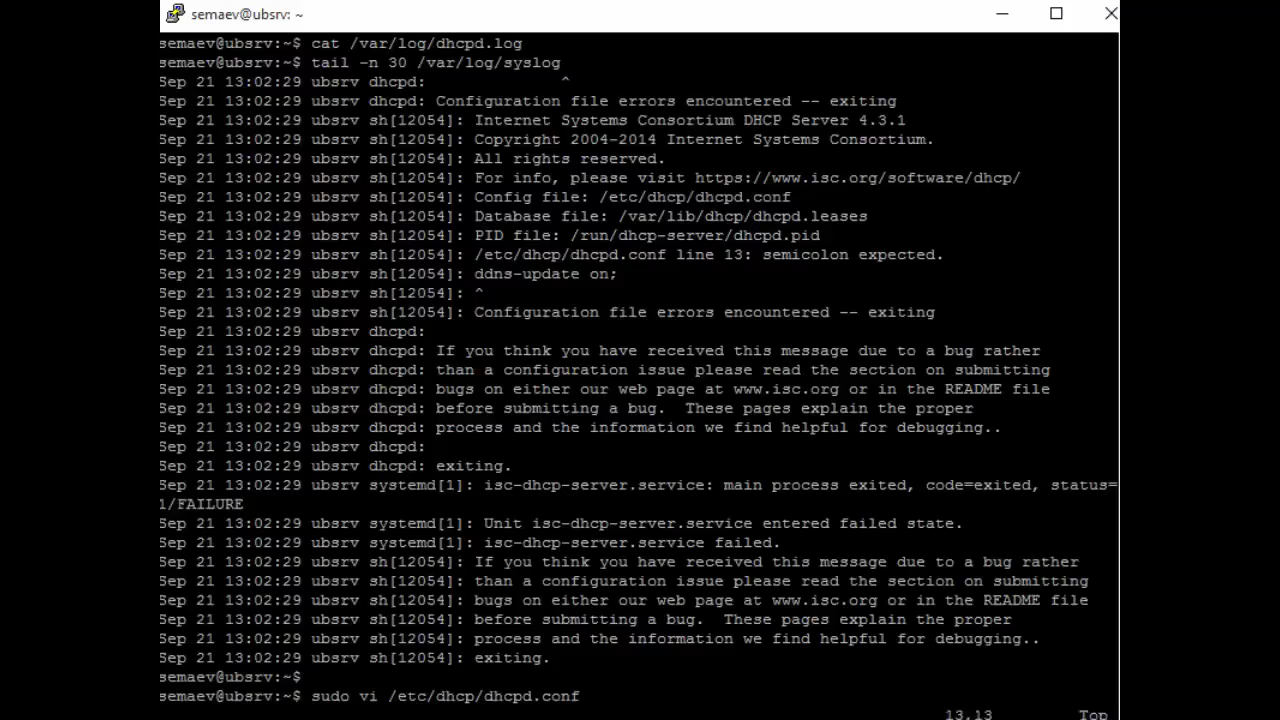 semaev@ubsrv: ~
semaev@ubsrv:~$ cat /var/log/dhcpd.log
semaev@ubsrv:~$ tail -n 30 /var/log/syslog
Sep 21 13:02:29 ubsrv dhcpd:               ^
Sep 21 13:02:29 ubsrv dhcpd: Configuration file errors encountered -- exiting
Sep 21 13:02:29 ubsrv sh[12054]: Internet Systems Consortium DHCP Server 4.3.1
Sep 21 13:02:29 ubsrv sh[12054]: Copyright 2004-2014 Internet Systems Consortium.
Sep 21 13:02:29 ubsrv sh[12054]: All rights reserved.
Sep 21 13:02:29 ubsrv sh[12054]: For info, please visit https://www.isc.org/software/dhcp/
Sep 21 13:02:29 ubsrv sh[12054]: Config file: /etc/dhcp/dhcpd.conf
Sep 21 13:02:29 ubsrv sh[12054]: Database file: /var/lib/dhcp/dhcpd.leases
Sep 21 13:02:29 ubsrv sh[12054]: PID file: /run/dhcp-server/dhcpd.pid
Sep 21 13:02:29 ubsrv sh[12054]: /etc/dhcp/dhcpd.conf line 13: semicolon expected.
Sep 21 13:02:29 ubsrv sh[12054]: ddns-update on;
Sep 21 13:02:29 ubsrv sh[12054]: ^
Sep 21 13:02:29 ubsrv sh[12054]: Configuration file errors encountered -- exiting
Sep 21 13:02:29 ubsrv dhcpd:
Sep 21 13:02:29 ubsrv dhcpd: If you think you have received this message due to a bug rather
Sep 21 13:02:29 ubsrv dhcpd: than a configuration issue please read the section on submitting
Sep 21 13:02:29 ubsrv dhcpd: bugs on either our web page at www.isc.org or in the README file
Sep 21 13:02:29 ubsrv dhcpd: before submitting a bug.  These pages explain the proper
Sep 21 13:02:29 ubsrv dhcpd: process and the information we find helpful for debugging..
Sep 21 13:02:29 ubsrv dhcpd:
Sep 21 13:02:29 ubsrv dhcpd: exiting.
Sep 21 13:02:29 ubsrv systemd[1]: isc-dhcp-server.service: main process exited, code=exited, status=
1/FAILURE
Sep 21 13:02:29 ubsrv systemd[1]: Unit isc-dhcp-server.service entered failed state.
Sep 21 13:02:29 ubsrv systemd[1]: isc-dhcp-server.service failed.
Sep 21 13:02:29 ubsrv sh[12054]: If you think you have received this message due to a bug rather
Sep 21 13:02:29 ubsrv sh[12054]: than a configuration issue please read the section on submitting
Sep 21 13:02:29 ubsrv sh[12054]: bugs on either our web page at www.isc.org or in the README file
Sep 21 13:02:29 ubsrv sh[12054]: before submitting a bug.  These pages explain the proper
Sep 21 13:02:29 ubsrv sh[12054]: process and the information we find helpful for debugging..
Sep 21 13:02:29 ubsrv sh[12054]: exiting.
semaev@ubsrv:~$
semaev@ubsrv:~$ sudo vi /etc/dhcp/dhcpd.conf
13,13 Top